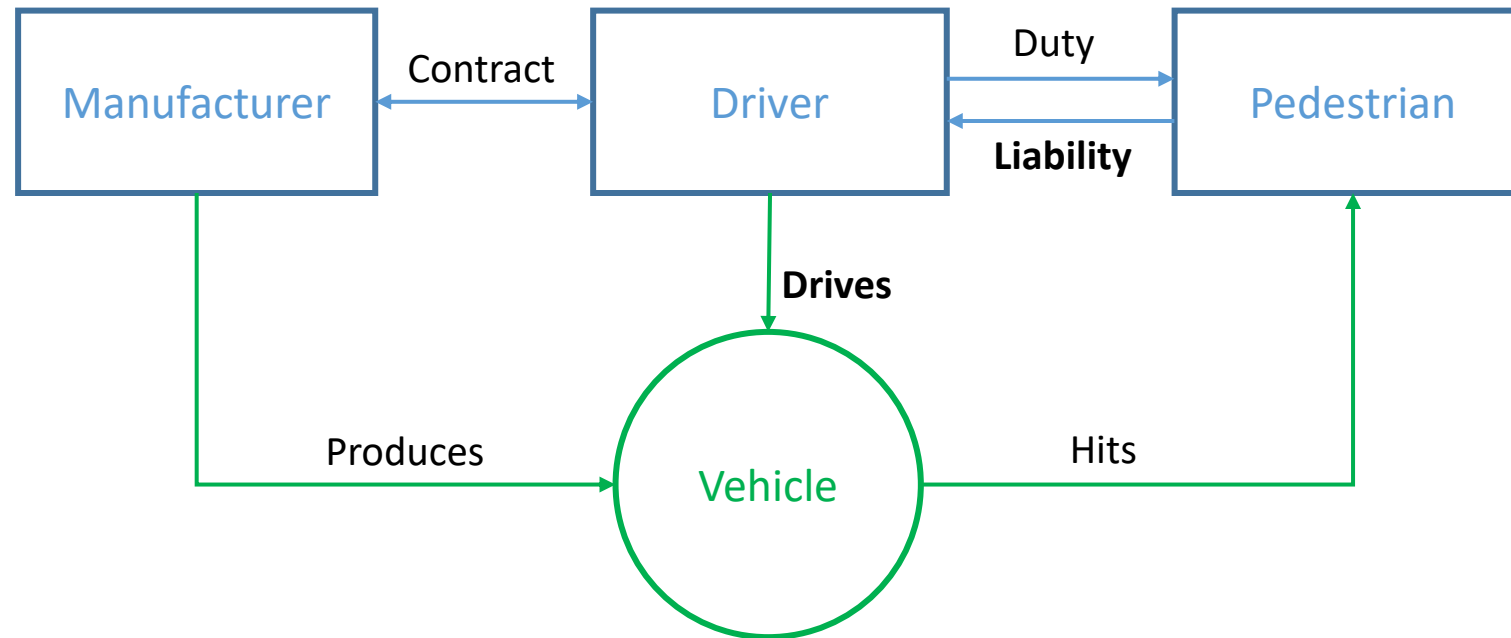 Duty
Contract
Manufacturer
Driver
Pedestrian
Liability
Drives
Produces
Hits
Vehicle